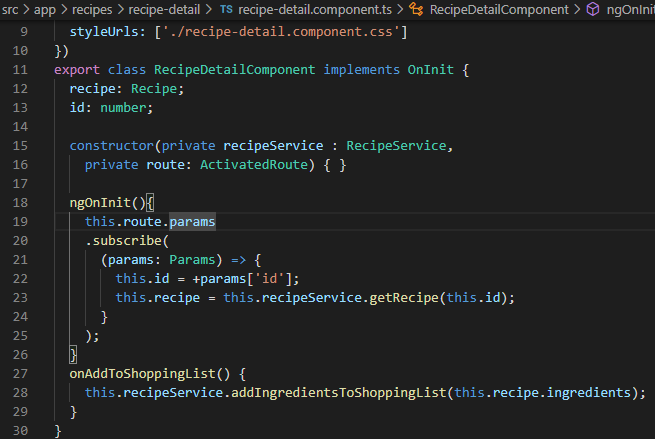 src > app > recipes > recipe-detail > TS recipe-detail.component.ts > RecipeDetailComponent > ngOnInit
9 styleUrls: ['./recipe-detail.component.css']
10 })
11 export class RecipeDetailComponent implements OnInit {
12 recipe: Recipe;
13 id: number;
14
15 constructor(private recipeService : RecipeService,
16 private route: ActivatedRoute) { }
17
18 ngOnInit(){
19 this.route.params
20 .subscribe(
21 (params: Params) => {
22 this.id = +params['id'];
23 this.recipe = this.recipeService.getRecipe(this.id);
24 }
25 );
26 }
27 onAddToShoppingList() {
28 this.recipeService.addIngredientsToShoppingList(this.recipe.ingredients);
29 }
30 }